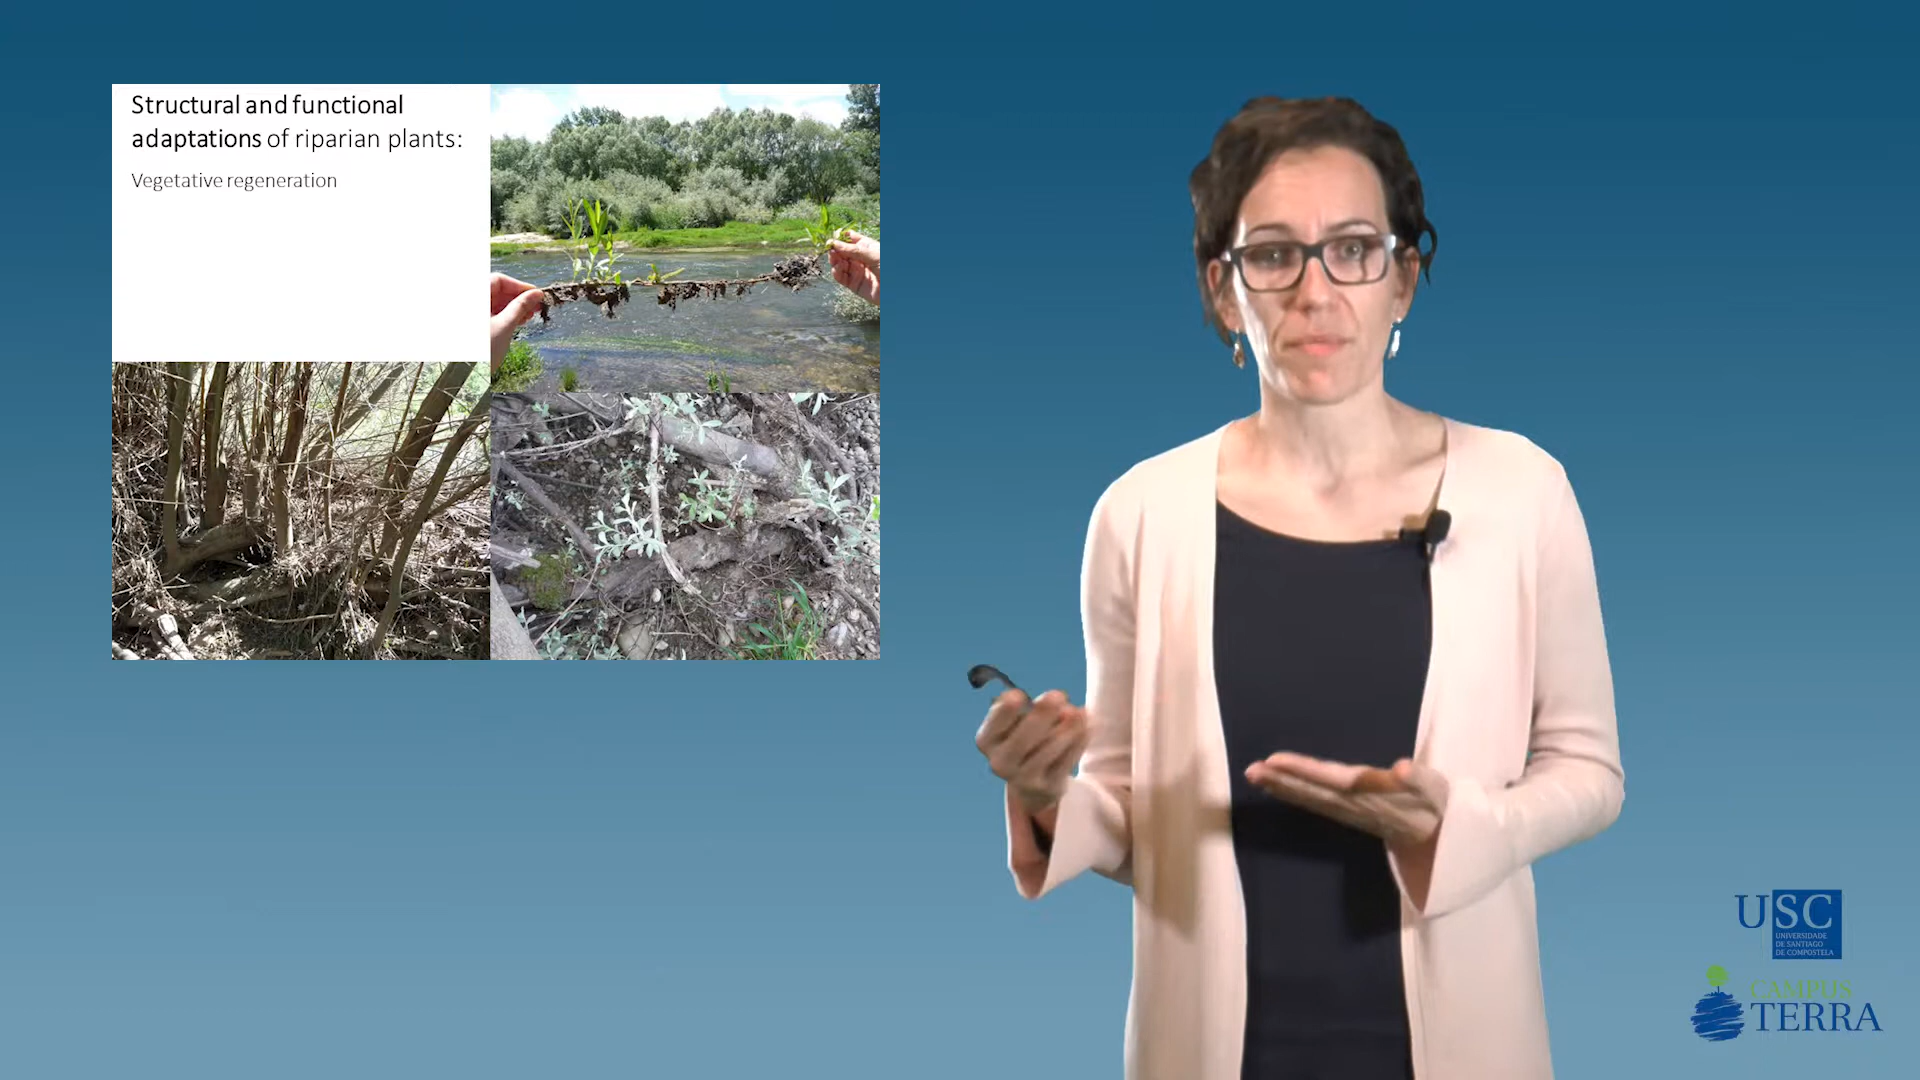 Structural and functional
adaptations of riparian plants:
Vegetative regeneration
USC
UNIVERSIDADE
DE SANTIAGO
DE COMPOSTELA
CAMPUS
TERRA